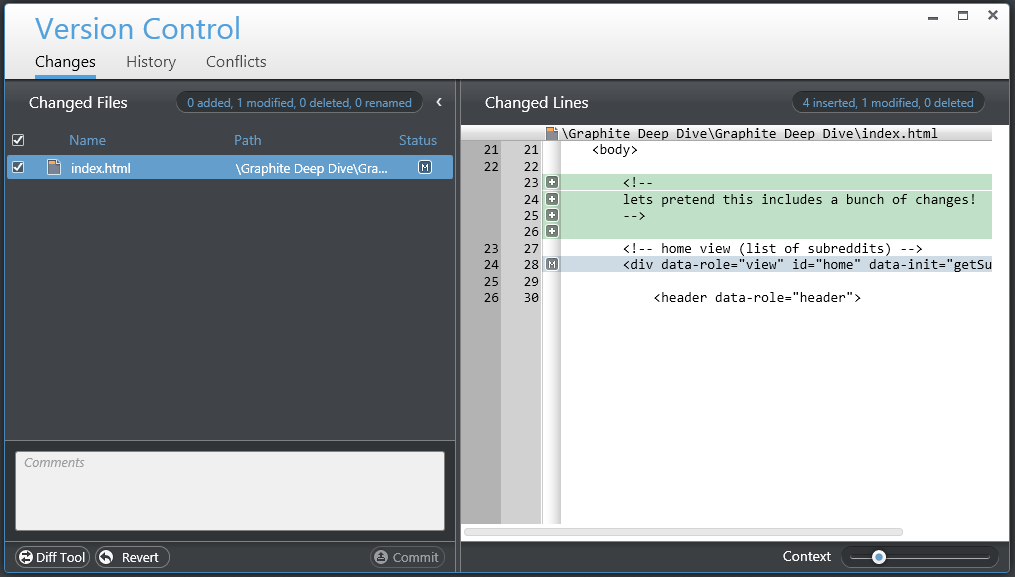 Version Control
Changes History Conflicts
Changed Files 0 added, 1 modified, 0 deleted, 0 renamed
Name Path Status
index.html \Graphite Deep Dive\Gra... M
Comments
Diff Tool Revert Commit
Changed Lines 4 inserted, 1 modified, 0 deleted
\Graphite Deep Dive\Graphite Deep Dive\index.html
21 21 <body>
22 22
23 + <!--
24 + lets pretend this includes a bunch of changes!
25 + -->
26 +
23 27 <!-- home view (list of subreddits) -->
24 28 M <div data-role="view" id="home" data-init="getSu
25 29
26 30 <header data-role="header">
Context